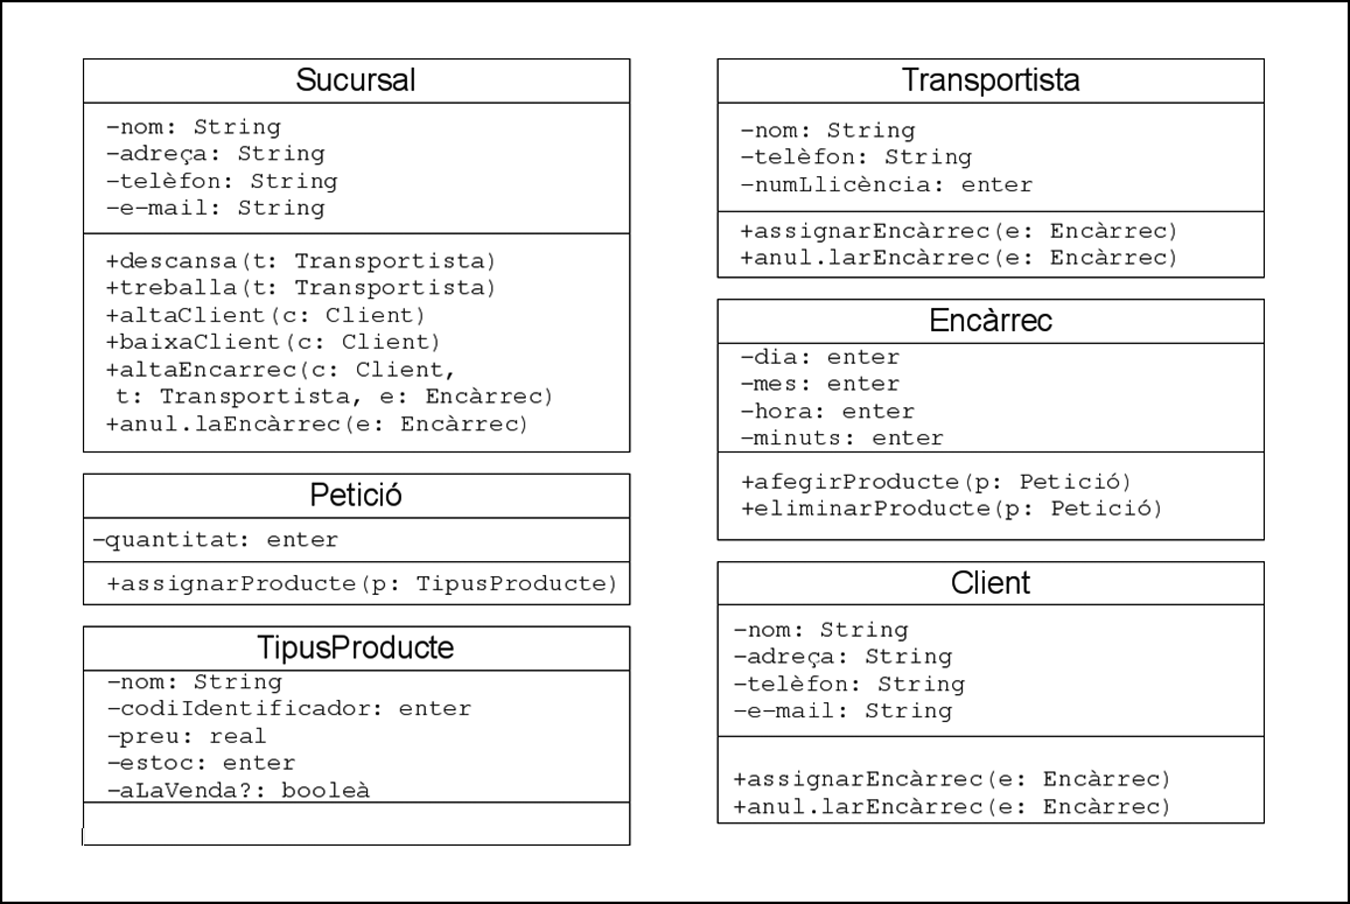 Sucursal
-nom: String
-adreça: String
-telèfon: String
-e-mail: String
+descansa(t: Transportista)
+treballa(t: Transportista)
+altaClient(c: Client)
+baixaClient(c: Client)
+altaEncarrec(c: Client,
t: Transportista, e: Encàrrec)
+anul.laEncàrrec(e: Encàrrec)
Petició
-quantitat: enter
+assignarProducte(p: TipusProducte)
TipusProducte
-nom: String
-codiIdentificador: enter
-preu: real
-estoc: enter
-aLaVenda?: booleà
Transportista
-nom: String
-telèfon: String
-numLlicència: enter
+assignarEncàrrec(e: Encàrrec)
+anul.larEncàrrec(e: Encàrrec)
Encàrrec
-dia: enter
-mes: enter
-hora: enter
-minuts: enter
+afegirProducte(p: Petició)
+eliminarProducte(p: Petició)
Client
-nom: String
-adreça: String
-telèfon: String
-e-mail: String
+assignarEncàrrec(e: Encàrrec)
+anul.larEncàrrec(e: Encàrrec)